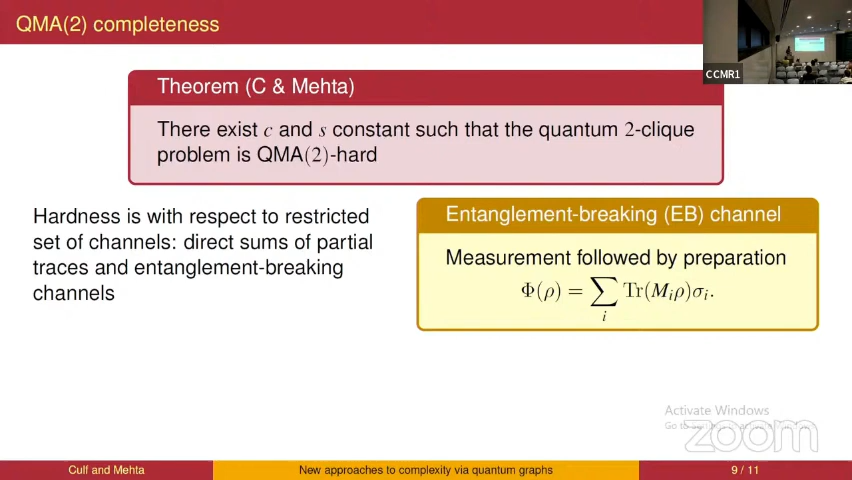 QMA(2) completeness
CCMR1
Theorem (C & Mehta)
There exist c and s constant such that the quantum 2-clique
problem is QMA(2)-hard
Hardness is with respect to restricted
set of channels: direct sums of partial
traces and entanglement-breaking
channels
Entanglement-breaking (EB) channel
Measurement followed by preparation
Φ(ρ) = ∑ᵢ Tr(Mᵢρ)σᵢ.
Activate Windows
zoom
Culf and Mehta
New approaches to complexity via quantum graphs
9 / 11